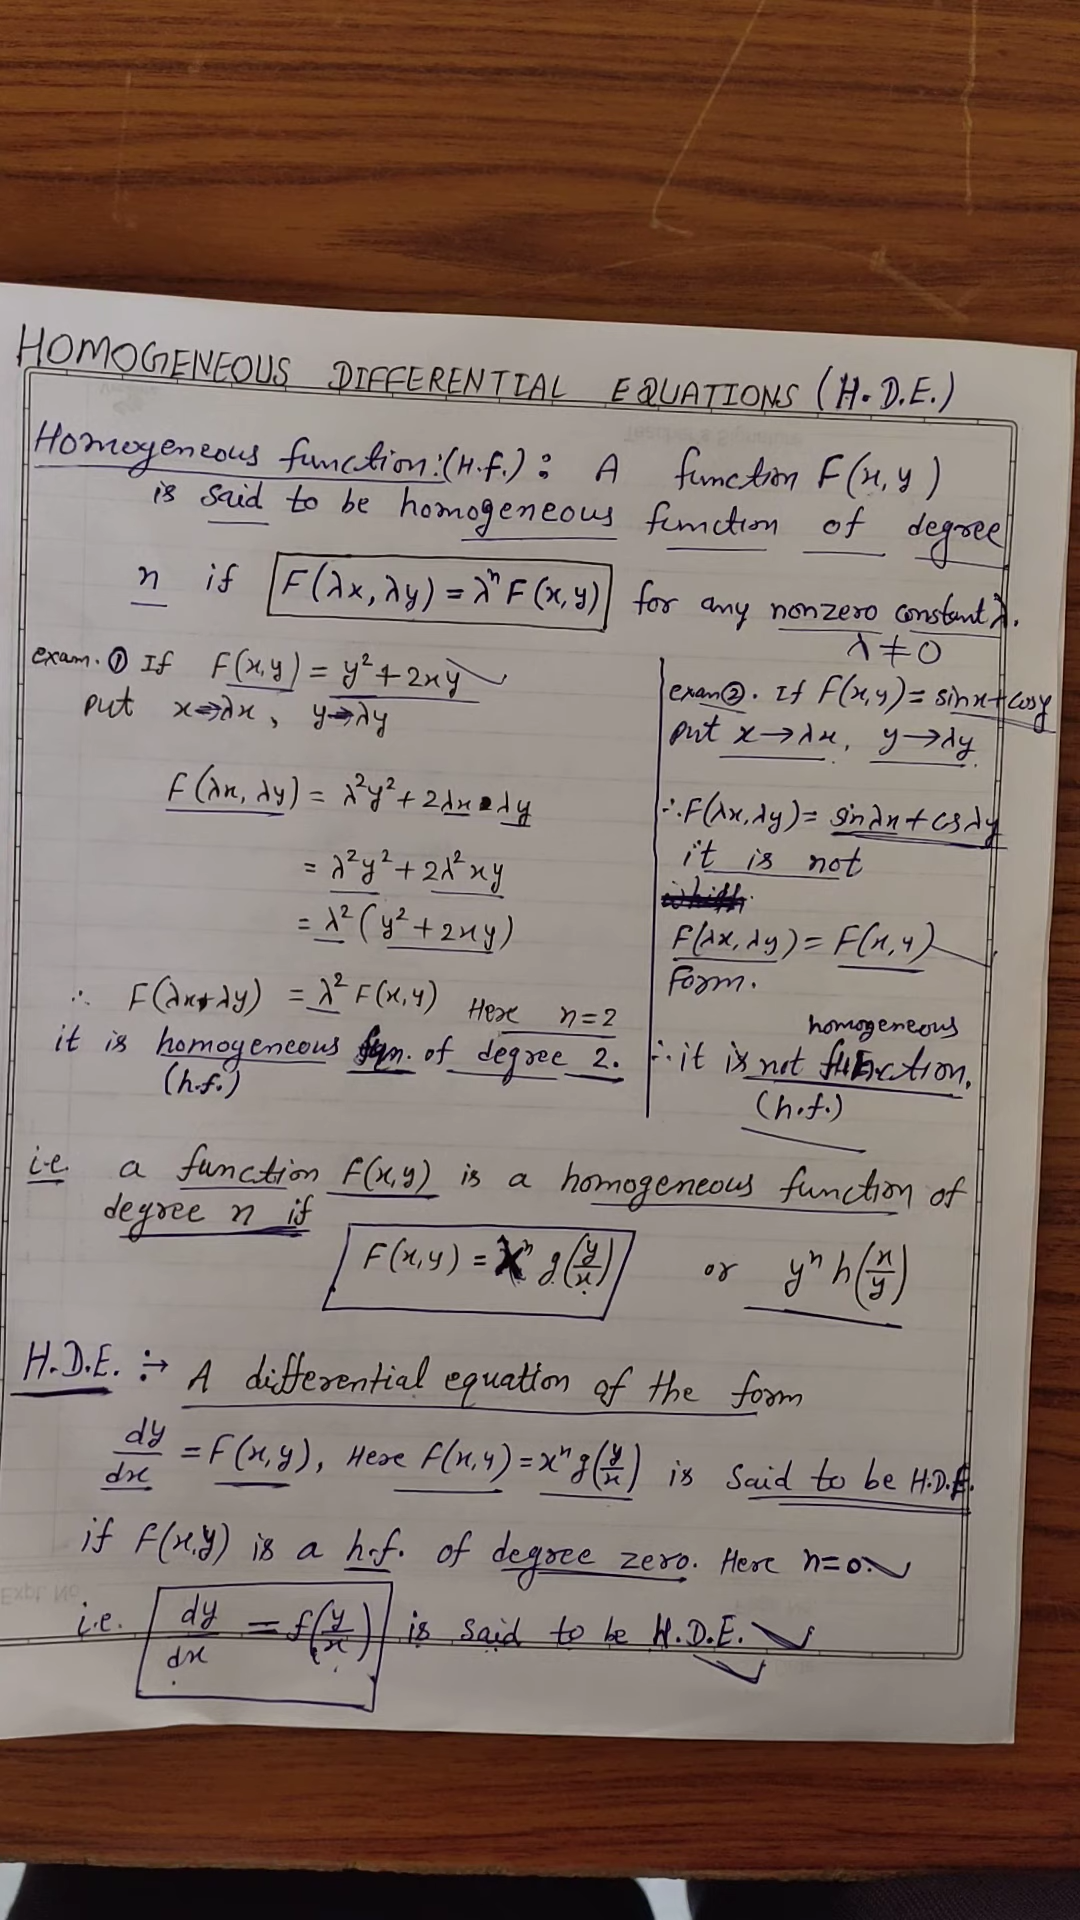 HOMOGENEOUS DIFFERENTIAL EQUATIONS (H.D.E.)
Homogeneous function:(H.f.): A function F(x,y)
is said to be homogeneous function of degree
n if F(λx, λy) = λⁿ F(x,y) for any nonzero constant λ.
λ ≠ 0
exam. ① If F(x,y) = y² + 2xy
put x→λx, y→λy
F(λx, λy) = λ²y² + 2λx·λy
= λ²y² + 2λ²xy
= λ² (y² + 2xy)
∴ F(λx, λy) = λ² F(x,y) Here n=2
it is homogeneous fqn. of degree 2.
(h.f.)
exam②. If F(x,y) = sinx + cosy
put x→λx, y→λy
∴F(λx,λy) = sinλx + cosλy
it is not
F(λx,λy) = F(x,y)
Form.
homogeneous
∴ it is not function.
(h.f.)
i.e. a function F(x,y) is a homogeneous function of
degree n if
F(x,y) = xⁿ g(y/x) or yⁿ h(x/y)
H.D.E. :→ A differential equation of the form
dy/dx = F(x,y), Here f(x,y) = xⁿ g(y/x) is said to be H.D.E.
if F(x,y) is a h.f. of degree zero. Here n=0.
i.e. dy/dx = f(y/x) is said to be H.D.E.